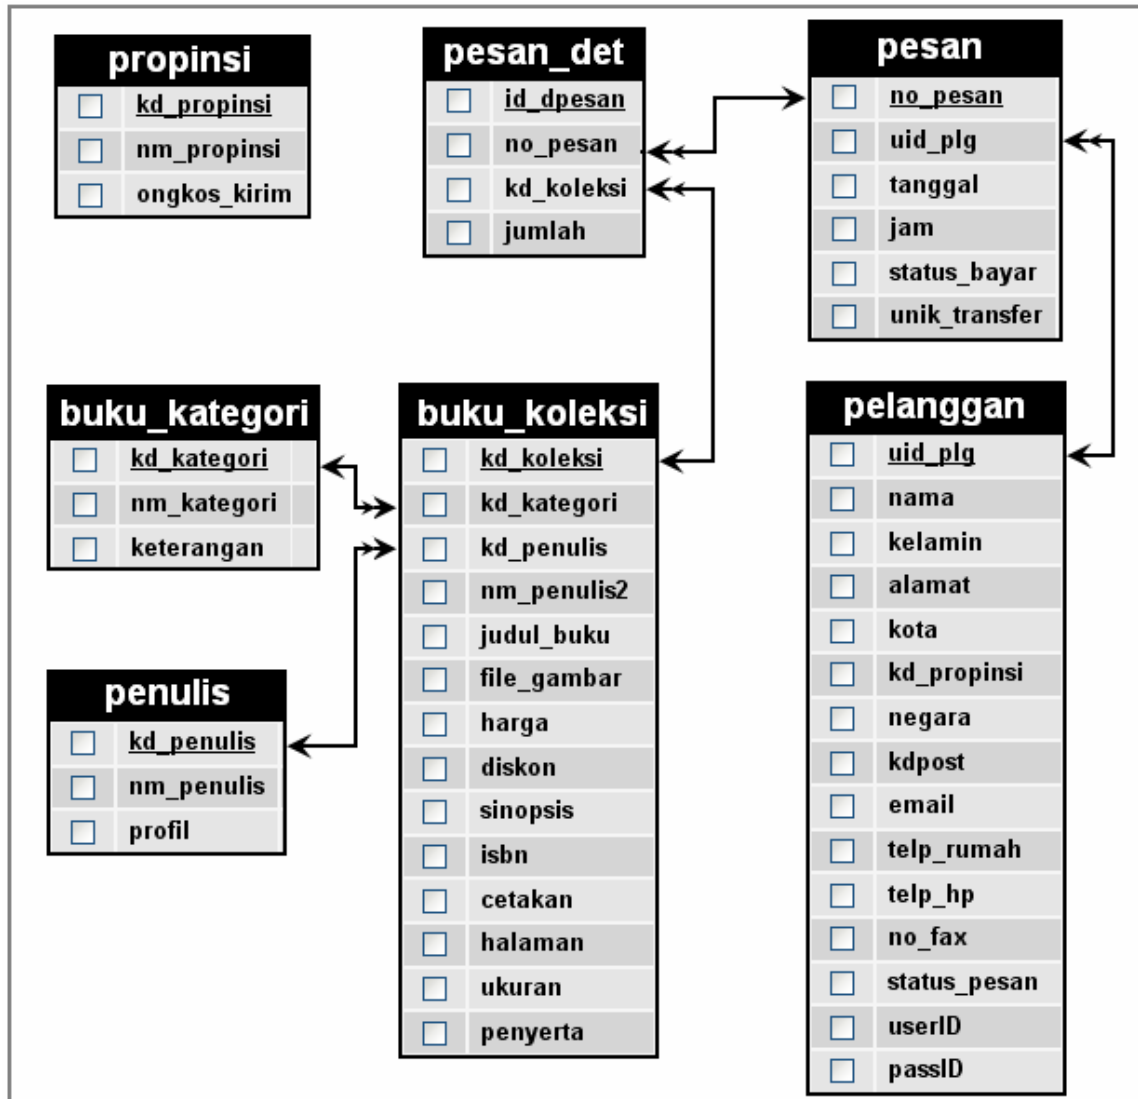 propinsi
kd_propinsi
nm_propinsi
ongkos_kirim
pesan_det
id_dpesan
no_pesan
kd_koleksi
jumlah
pesan
no_pesan
uid_plg
tanggal
jam
status_bayar
unik_transfer
buku_kategori
kd_kategori
nm_kategori
keterangan
penulis
kd_penulis
nm_penulis
profil
buku_koleksi
kd_koleksi
kd_kategori
kd_penulis
nm_penulis2
judul_buku
file_gambar
harga
diskon
sinopsis
isbn
cetakan
halaman
ukuran
penyerta
pelanggan
uid_plg
nama
kelamin
alamat
kota
kd_propinsi
negara
kdpost
email
telp_rumah
telp_hp
no_fax
status_pesan
userID
passID